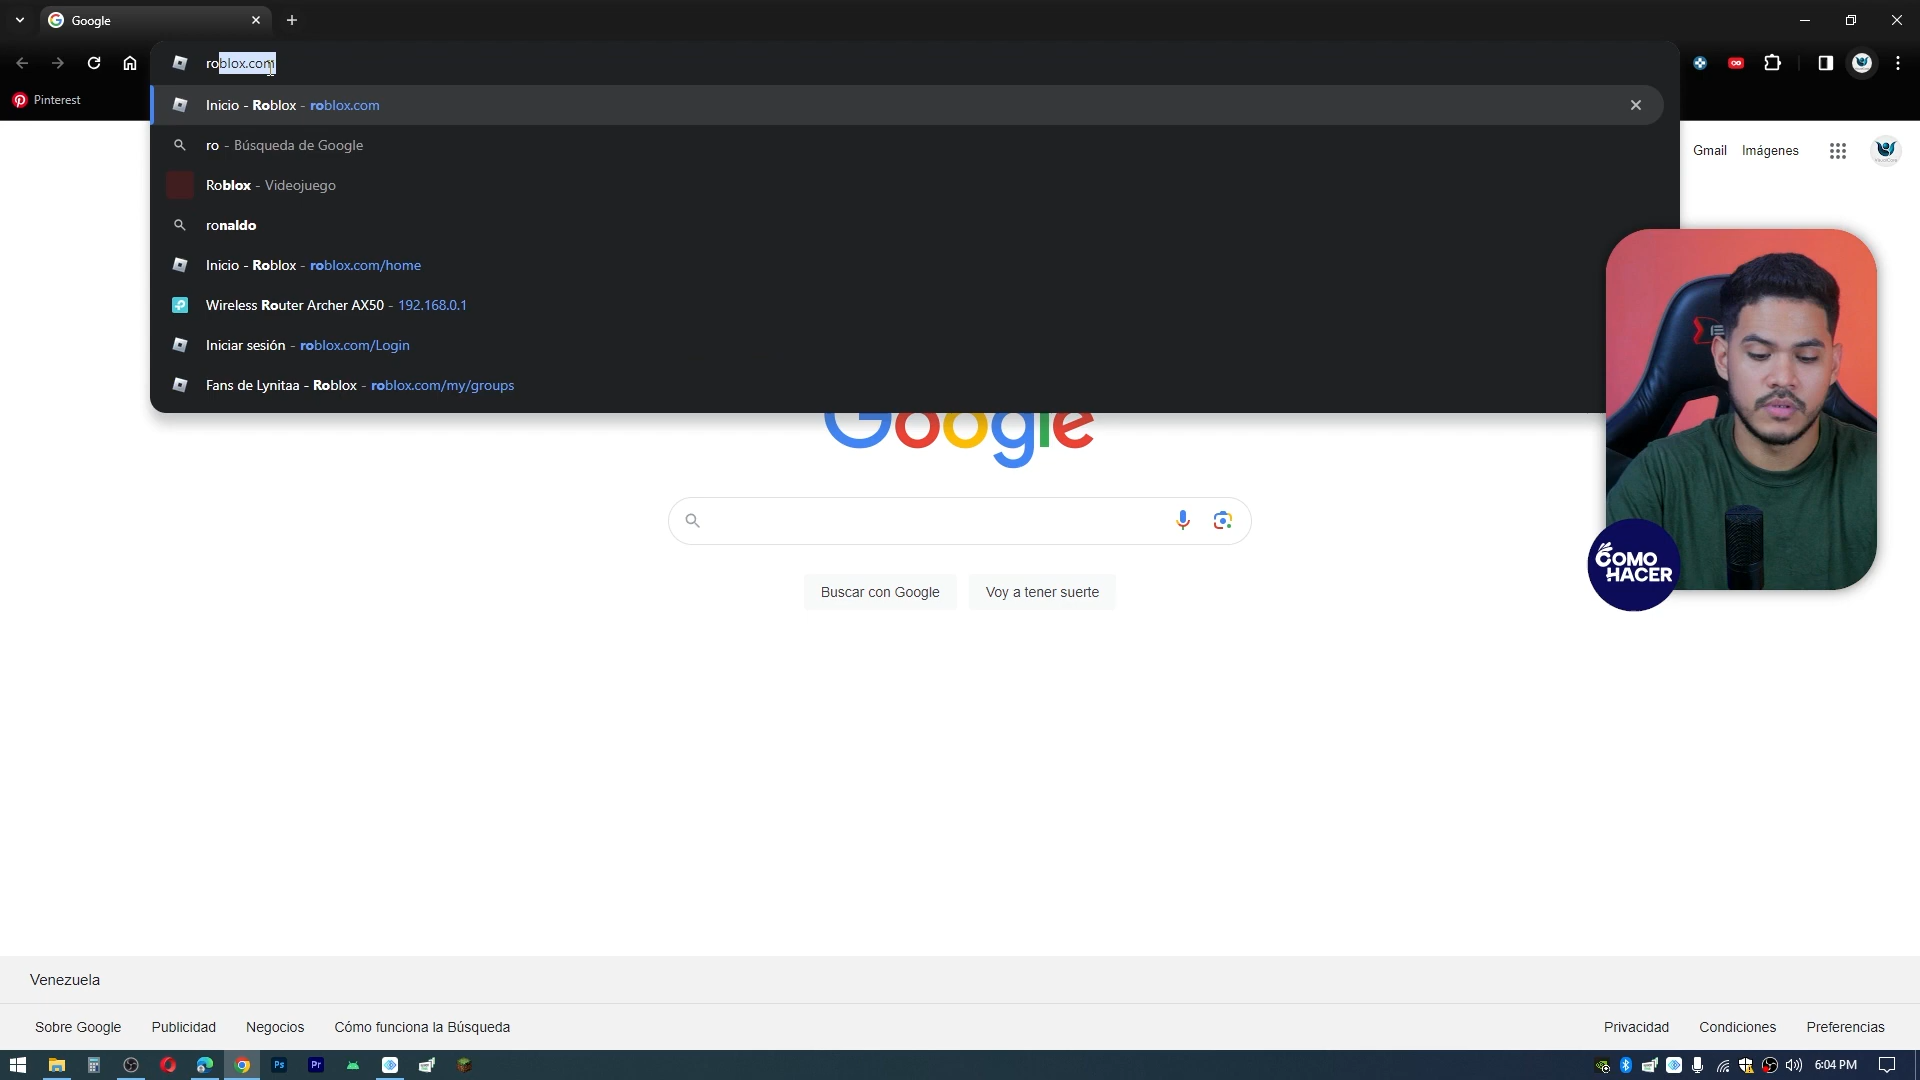 Google
roblox.com
Pinterest
Inicio - Roblox - roblox.com
ro - Búsqueda de Google
Roblox - Videojuego
ronaldo
Inicio - Roblox - roblox.com/home
Wireless Router Archer AX50 - 192.168.0.1
Iniciar sesión - roblox.com/Login
Fans de Lynitaa - Roblox - roblox.com/my/groups
Gmail Imágenes
Google
COMO
HACER
Buscar con Google Voy a tener suerte
Venezuela
Sobre Google Publicidad Negocios Cómo funciona la Búsqueda Privacidad Condiciones Preferencias
Ps Pr 6:04 PM